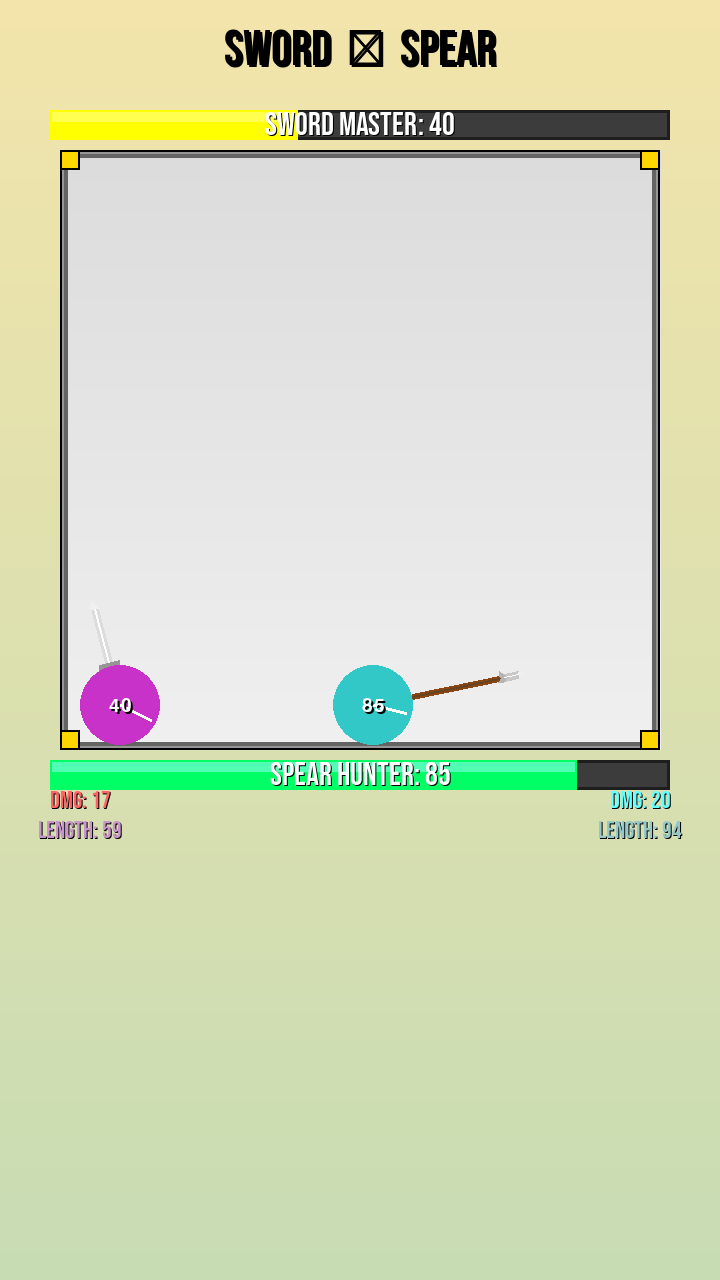 SWORD ☒ SPEAR
SWORD MASTER: 40
40
85
SPEAR HUNTER: 85
DMG: 17
DMG: 20
LENGTH: 59
LENGTH: 94